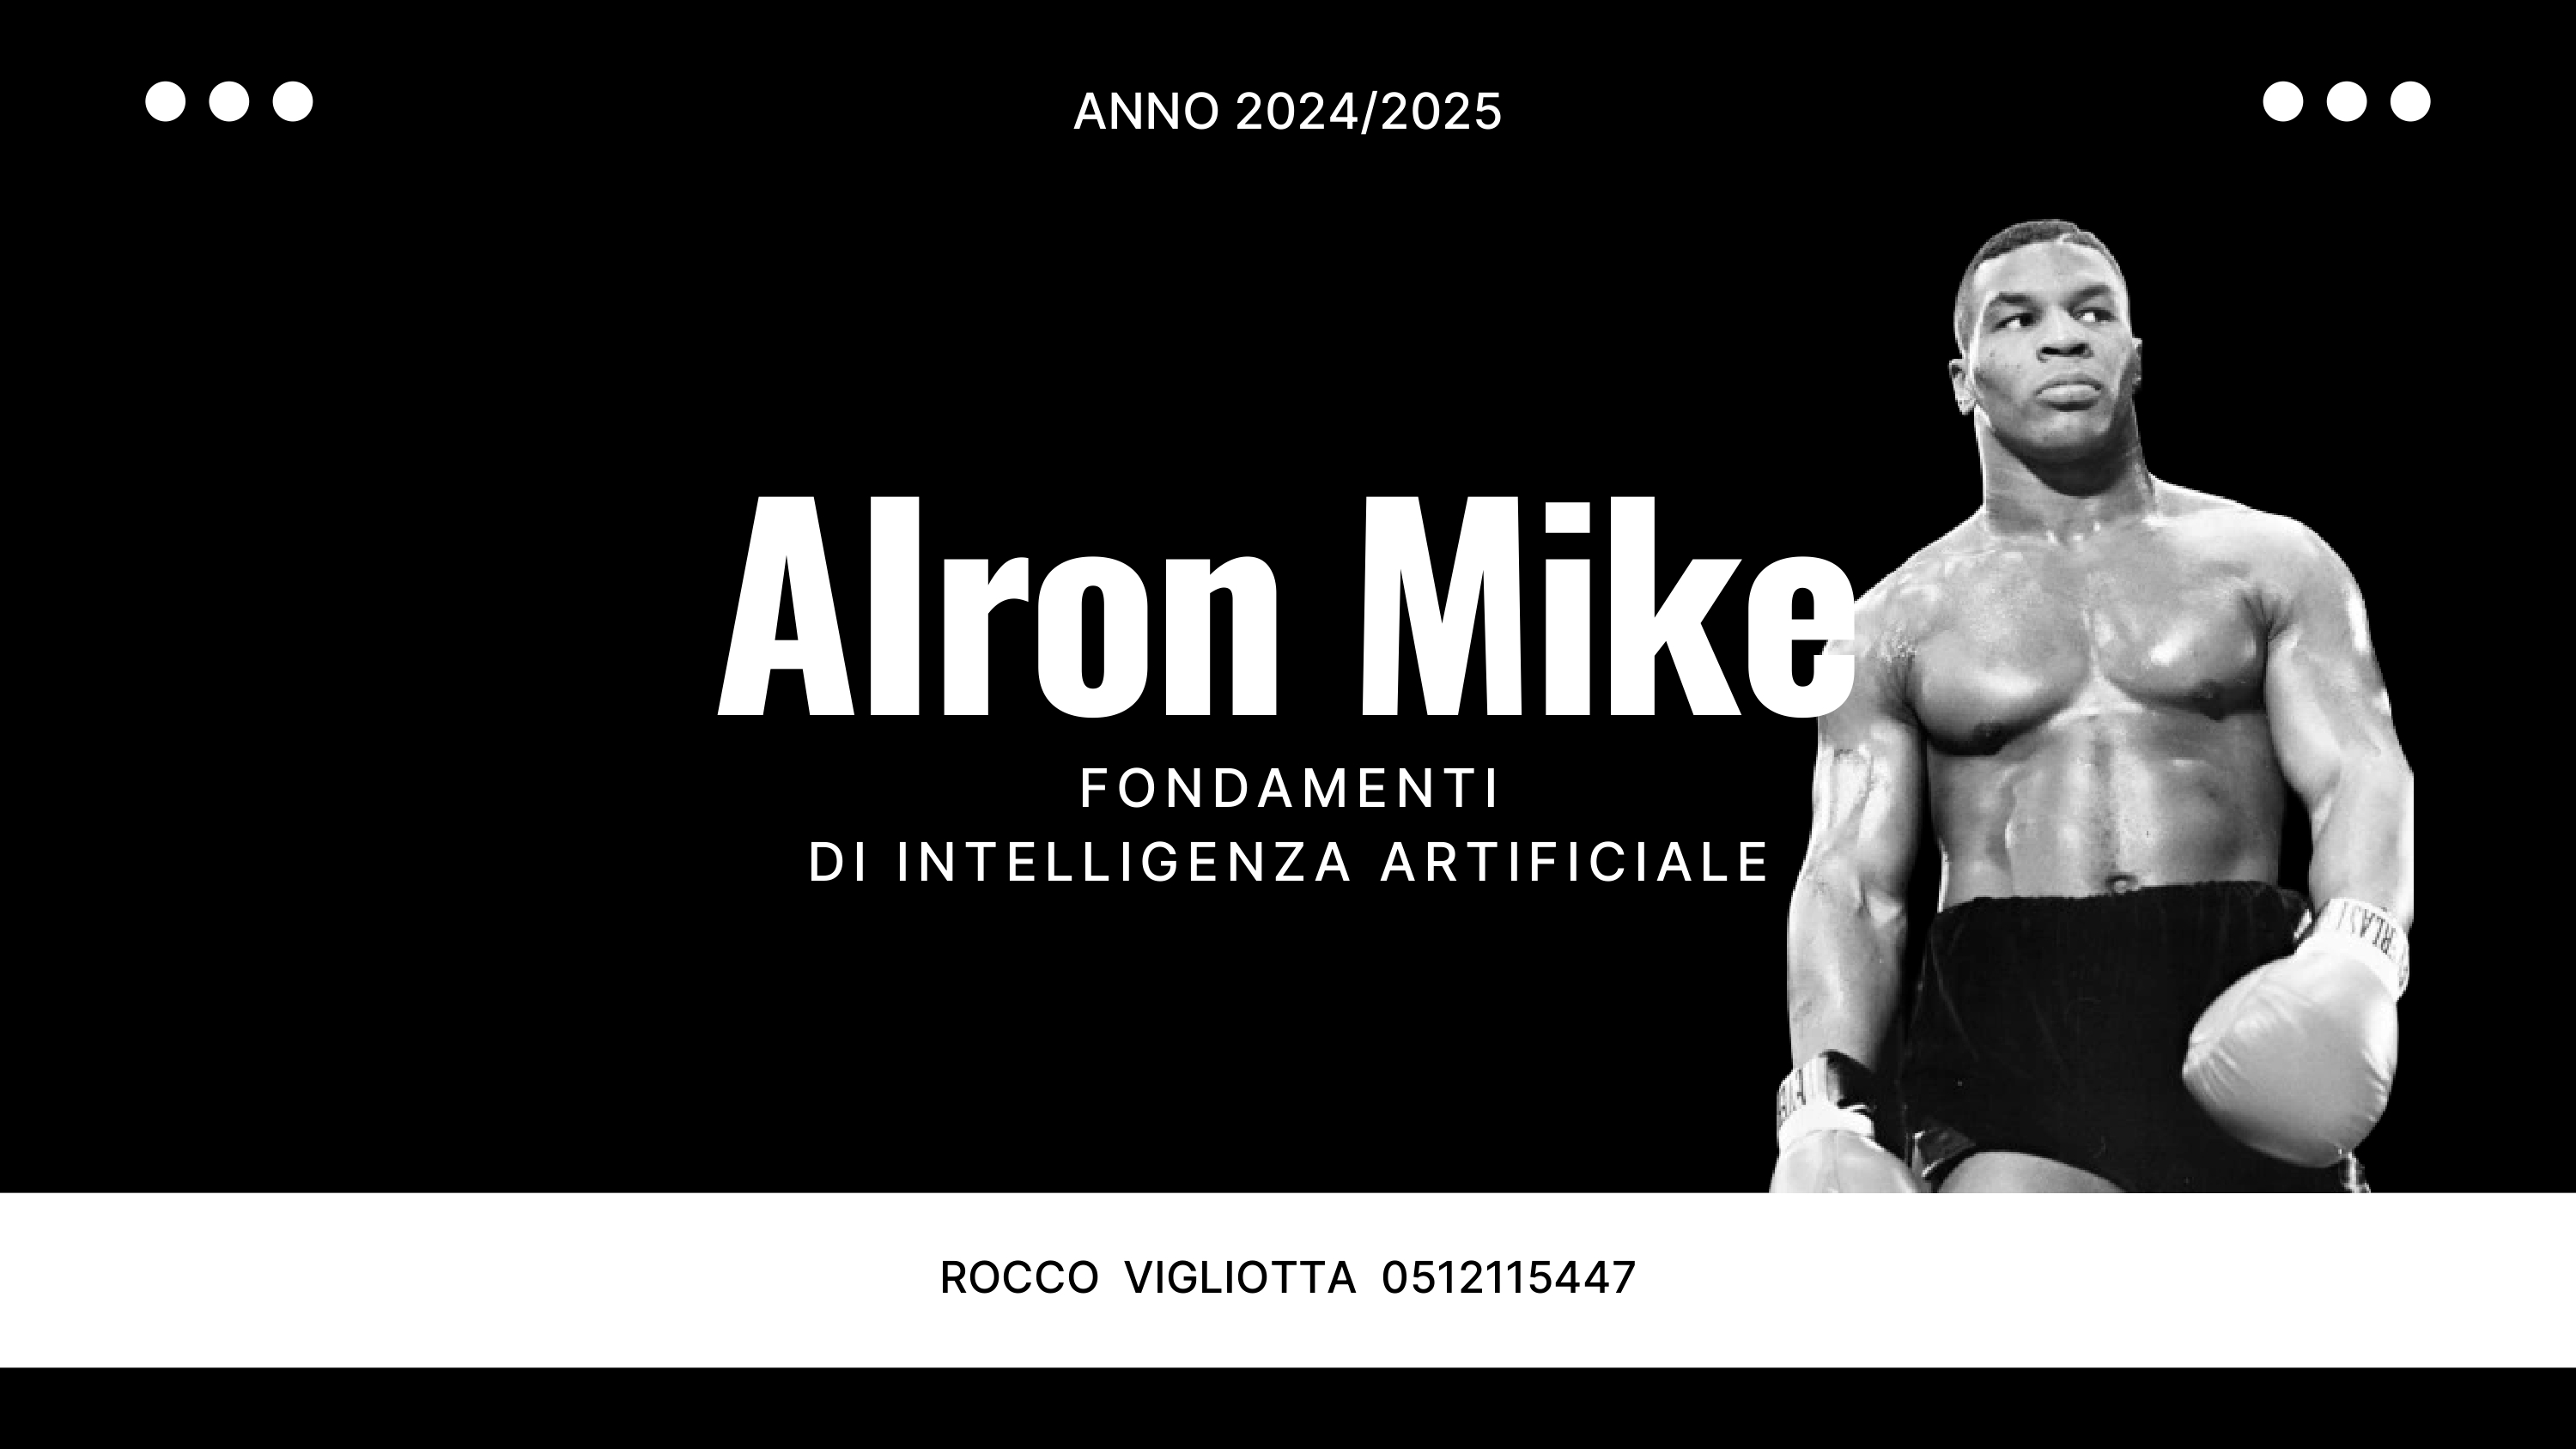 ANNO 2024/2025
AIron Mike
FONDAMENTI
DI INTELLIGENZA ARTIFICIALE
ROCCO VIGLIOTTA 0512115447